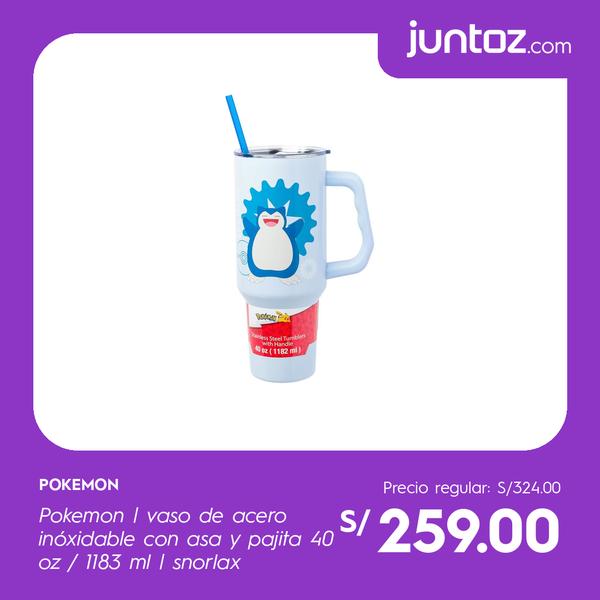 juntoz.com
Pokémon
Stainless Steel Tumblers
with Handle
40 oz ( 1182 ml )
POKEMON
Pokemon | vaso de acero
inóxidable con asa y pajita 40
oz / 1183 ml | snorlax
Precio regular: S/324.00
S/ 259.00